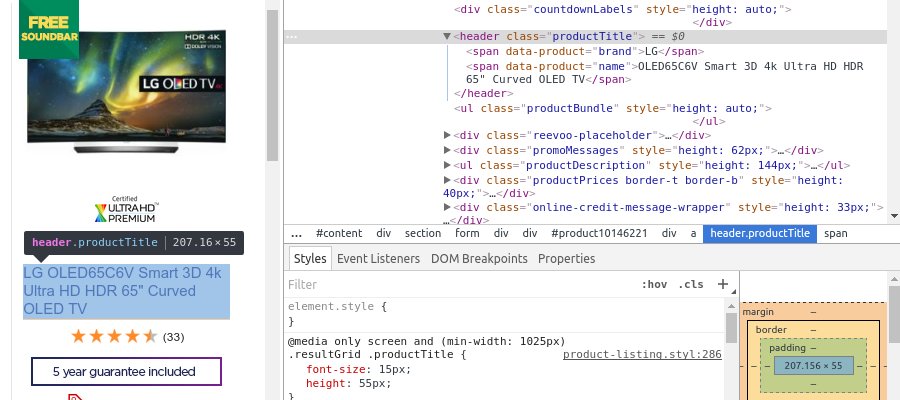 FREE
SOUNDBAR
HDR 4K
DOLBY VISION
LG OLED TV 4K
Certified
ULTRA HD
PREMIUM
header.productTitle | 207.16 × 55
LG OLED65C6V Smart 3D 4k
Ultra HD HDR 65" Curved
OLED TV
(33)
5 year guarantee included
<div class="countdownLabels" style="height: auto;">
</div>
… ▼<header class="productTitle"> == $0
<span data-product="brand">LG</span>
<span data-product="name">OLED65C6V Smart 3D 4k Ultra HD HDR
65" Curved OLED TV</span>
</header>
<ul class="productBundle" style="height: auto;">
</ul>
▶<div class="reevoo-placeholder">…</div>
▶<div class="promoMessages" style="height: 62px;">…</div>
▶<ul class="productDescription" style="height: 144px;">…</ul>
▶<div class="productPrices border-t border-b" style="height:
40px;">…</div>
▶<div class="online-credit-message-wrapper" style="height: 33px;">
…</div>
... #content div section form div div #product10146221 div a header.productTitle span
Styles Event Listeners DOM Breakpoints Properties
Filter :hov .cls +
element.style {
}
@media only screen and (min-width: 1025px)
.resultGrid .productTitle { product-listing.styl:286
font-size: 15px;
height: 55px;
}
margin –
border –
padding –
– – – 207.156 × 55 – – –
–